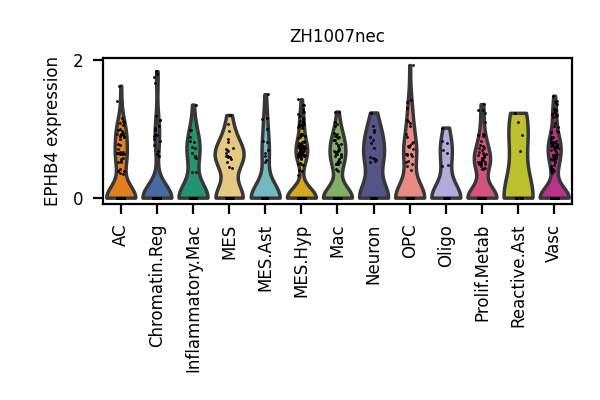 ZH1007nec
EPHB4 expression
2
0
AC
Chromatin.Reg
Inflammatory.Mac
MES
MES.Ast
MES.Hyp
Mac
Neuron
OPC
Oligo
Prolif.Metab
Reactive.Ast
Vasc